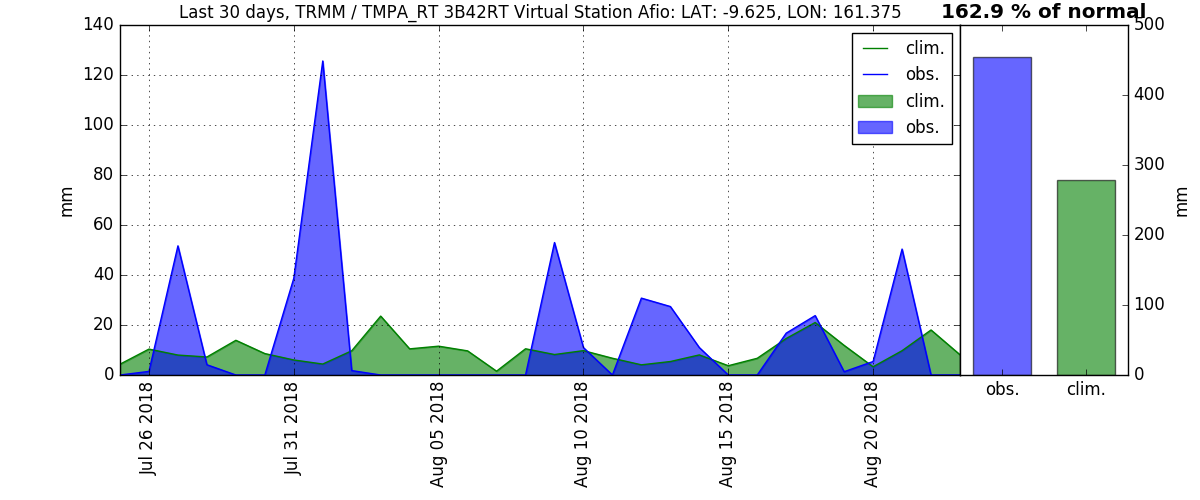 Last 30 days, TRMM / TMPA_RT 3B42RT Virtual Station Afio: LAT: -9.625, LON: 161.375
162.9 % of normal
140
120
100
80
60
40
20
0
mm
clim.
obs.
clim.
obs.
Jul 26 2018
Jul 31 2018
Aug 05 2018
Aug 10 2018
Aug 15 2018
Aug 20 2018
500
400
300
200
100
0
mm
obs.
clim.